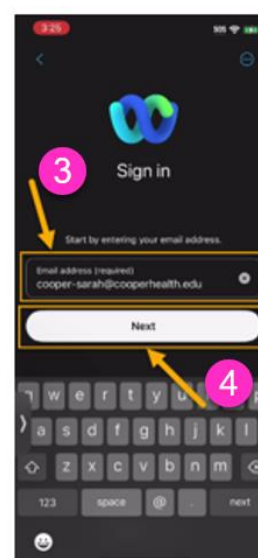 3:25
SOS
3
Sign in
Start by entering your email address.
Email address (required)
cooper-sarah@cooperhealth.edu
Next
4
w e r t y u
a s d f g h j k l
z x c v b n m
123 space @ . next